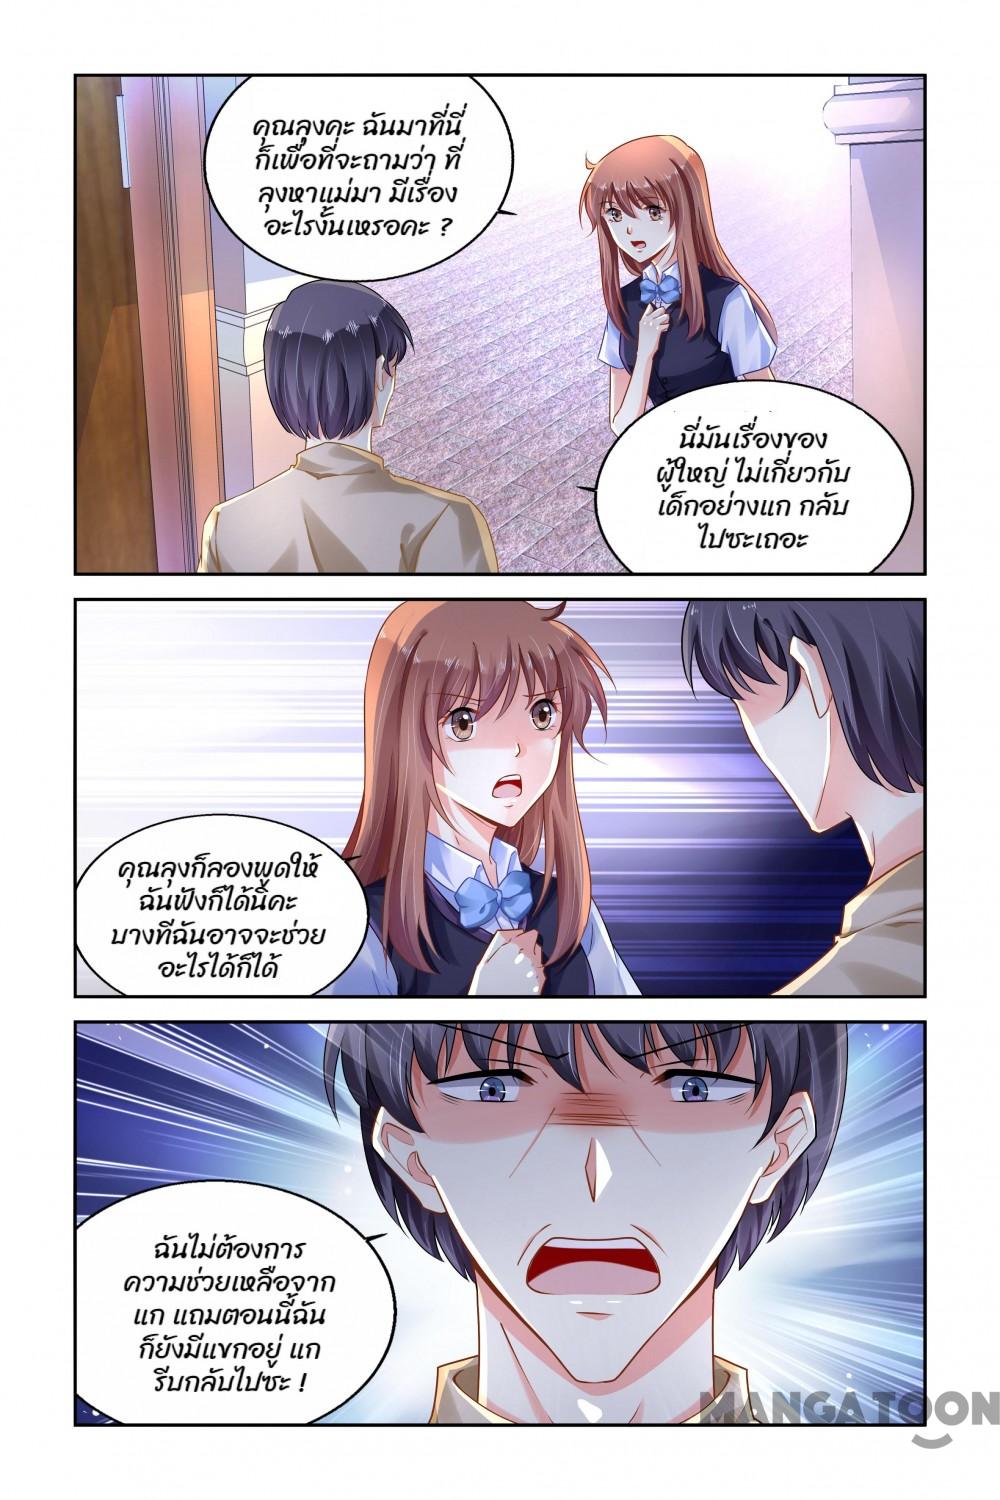 คุณลุงคะ ฉันมาที่นี่
ก็เพื่อที่จะถามว่า ที่
ลุงหาแม่มา มีเรื่อง
อะไรงั้นเหรอคะ ?
นี่มันเรื่องของ
ผู้ใหญ่ ไม่เกี่ยวกับ
เด็กอย่างแก กลับ
ไปซะเถอะ
คุณลุงก็ลองพูดให้
ฉันฟังก็ได้นี่คะ
บางทีฉันอาจจะช่วย
อะไรได้ก็ได้
ฉันไม่ต้องการ
ความช่วยเหลือจาก
แก แถมตอนนี้ฉัน
ก็ยังมีแขกอยู่ แก
รีบกลับไปซะ !
MANGATOON